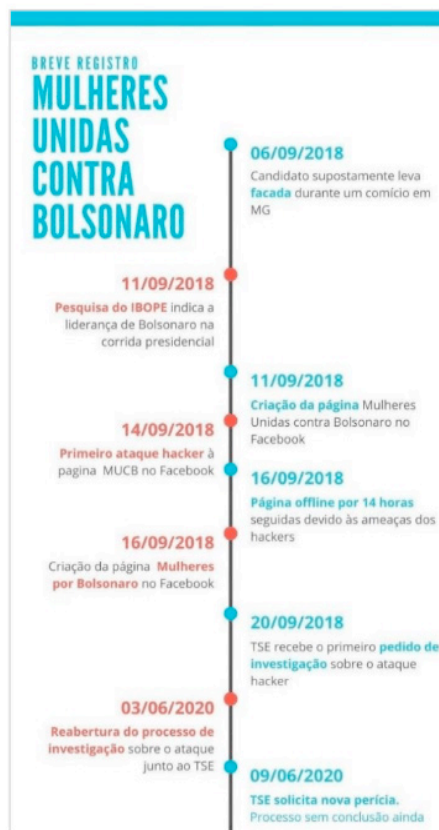 BREVE REGISTRO
MULHERES
UNIDAS
CONTRA
BOLSONARO
06/09/2018
Candidato supostamente leva
facada durante um comício em
MG
11/09/2018
Pesquisa do IBOPE indica a
liderança de Bolsonaro na
corrida presidencial
11/09/2018
Criação da página Mulheres
Unidas contra Bolsonaro no
Facebook
14/09/2018
Primeiro ataque hacker à
pagina MUCB no Facebook
16/09/2018
Página offline por 14 horas
seguidas devido às ameaças dos
hackers
16/09/2018
Criação da página Mulheres
por Bolsonaro no Facebook
20/09/2018
TSE recebe o primeiro pedido de
investigação sobre o ataque
hacker
03/06/2020
Reabertura do processo de
investigação sobre o ataque
junto ao TSE
09/06/2020
TSE solicita nova perícia.
Processo sem conclusão ainda